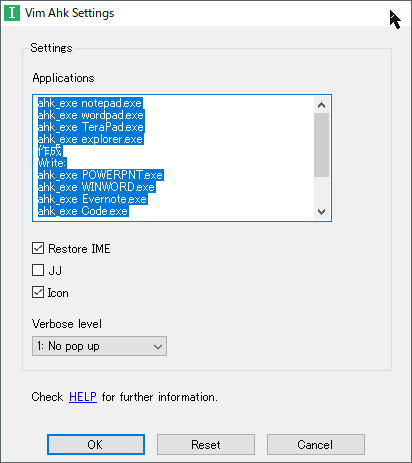 Vim Ahk Settings
Settings
Applications
ahk_exe notepad.exe
ahk_exe wordpad.exe
ahk_exe TeraPad.exe
ahk_exe explorer.exe
作成
Write:
ahk_exe POWERPNT.exe
ahk_exe WINWORD.exe
ahk_exe Evernote.exe
ahk_exe Code.exe
Restore IME
JJ
Icon
Verbose level
1: No pop up
Check HELP for further information.
OK Reset Cancel